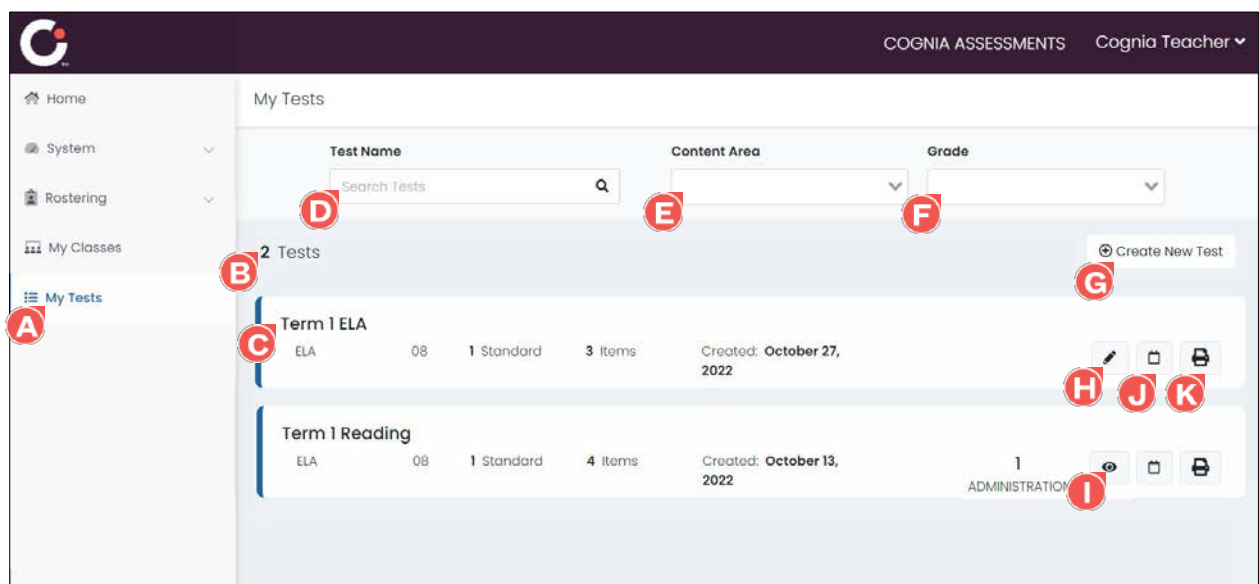 COGNIA ASSESSMENTS Cognia Teacher
Home
My Tests
System
Test Name Content Area Grade
Search Tests
D E F
Rostering
My Classes
2 Tests
Create New Test
B G
My Tests
A
Term 1 ELA
C
ELA 08 1 Standard 3 Items Created: October 27,
2022
H J K
Term 1 Reading
ELA 08 1 Standard 4 Items Created: October 13,
2022
1
ADMINISTRATION
I